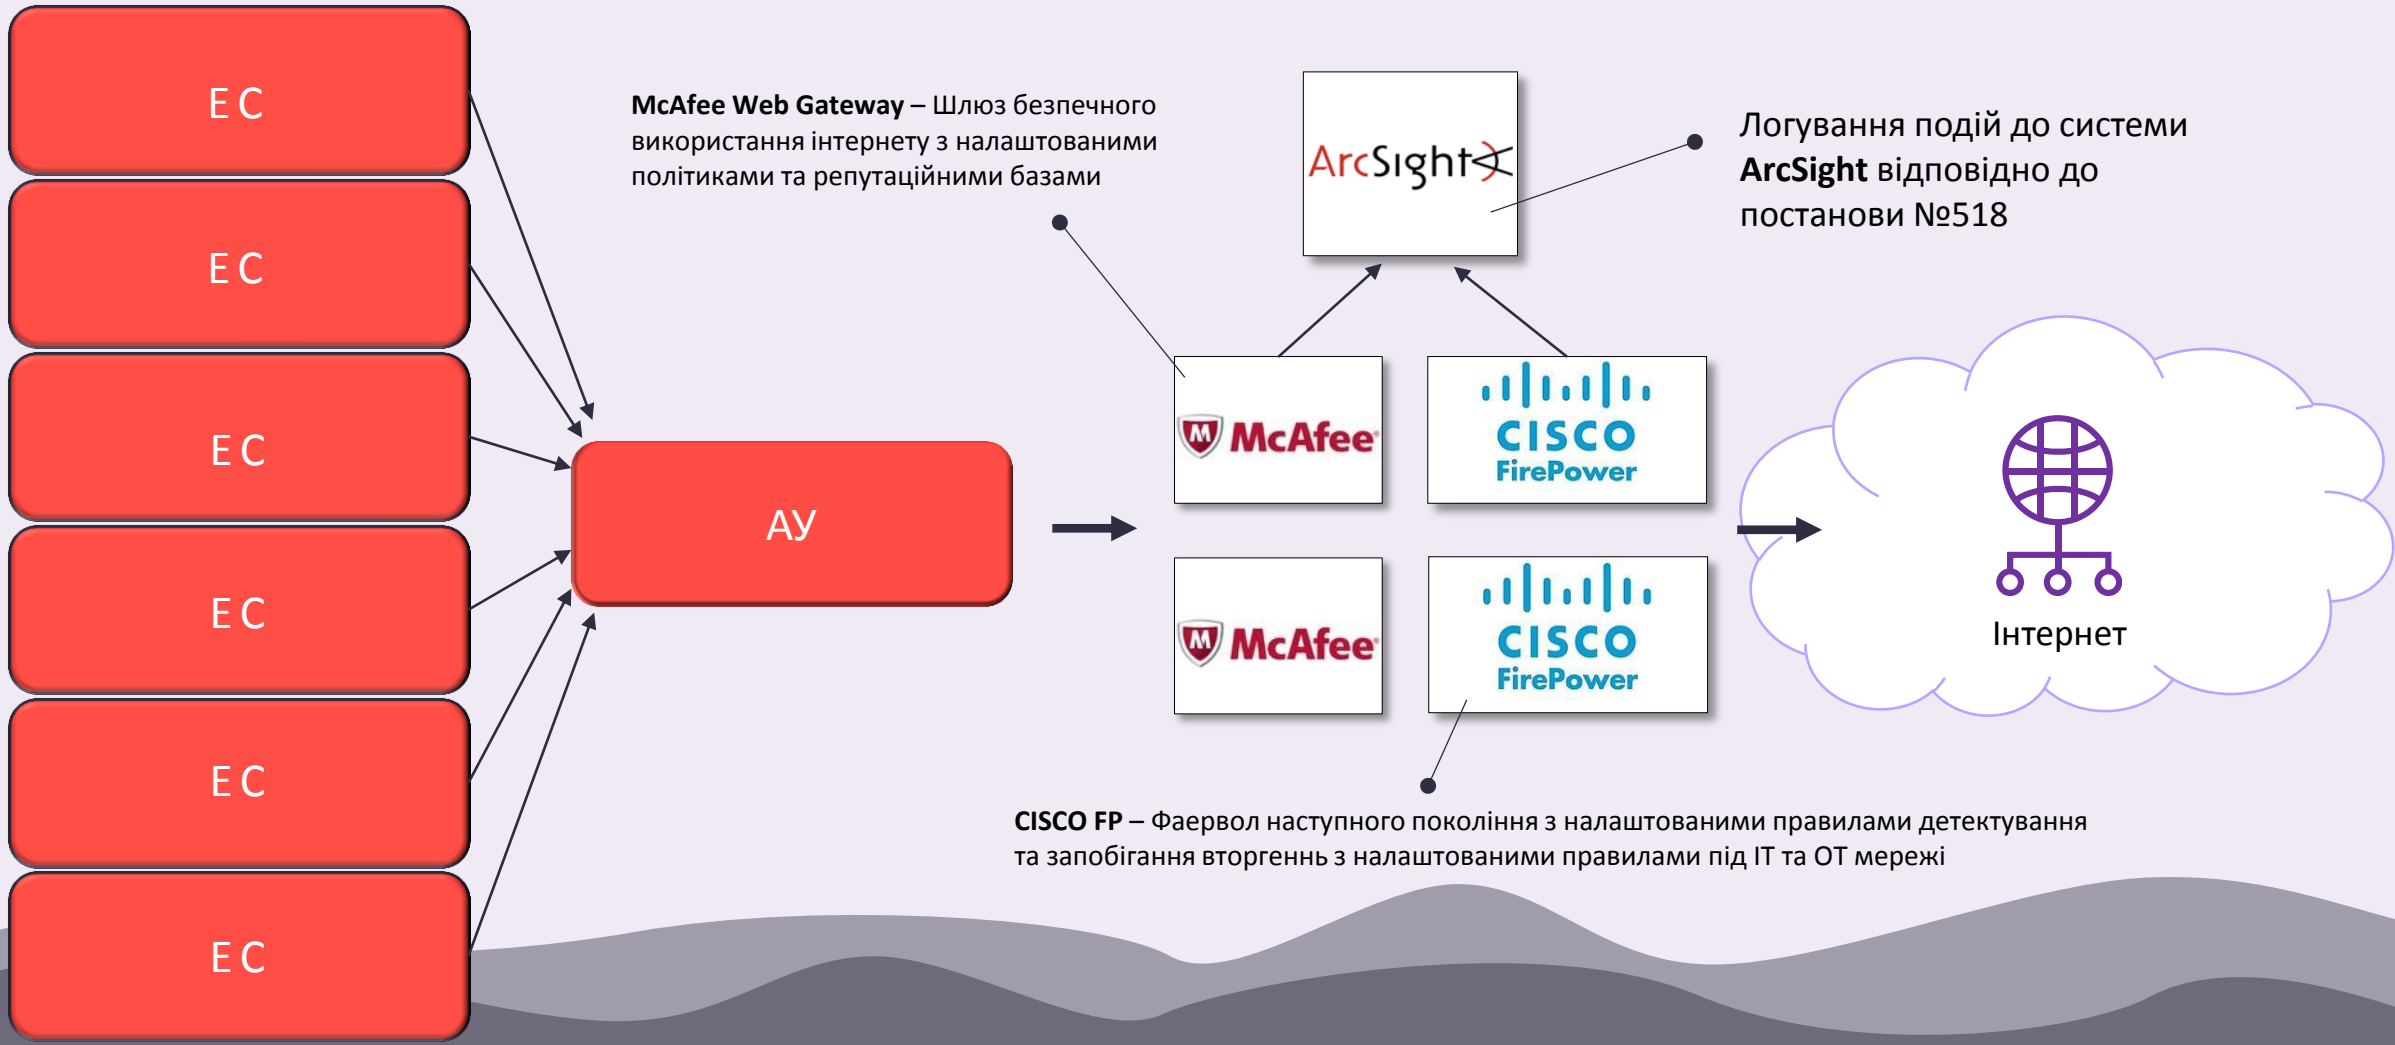 Е С
Е С
Е С
Е С
Е С
Е С
АУ
McAfee Web Gateway – Шлюз безпечного
використання інтернету з налаштованими
політиками та репутаційними базами
ArcSight
Логування подій до системи
ArcSight відповідно до
постанови №518
McAfee
CISCO
FirePower
McAfee
CISCO
FirePower
Інтернет
CISCO FP – Фаервол наступного покоління з налаштованими правилами детектування
та запобігання вторгеннь з налаштованими правилами під ІТ та ОТ мережі